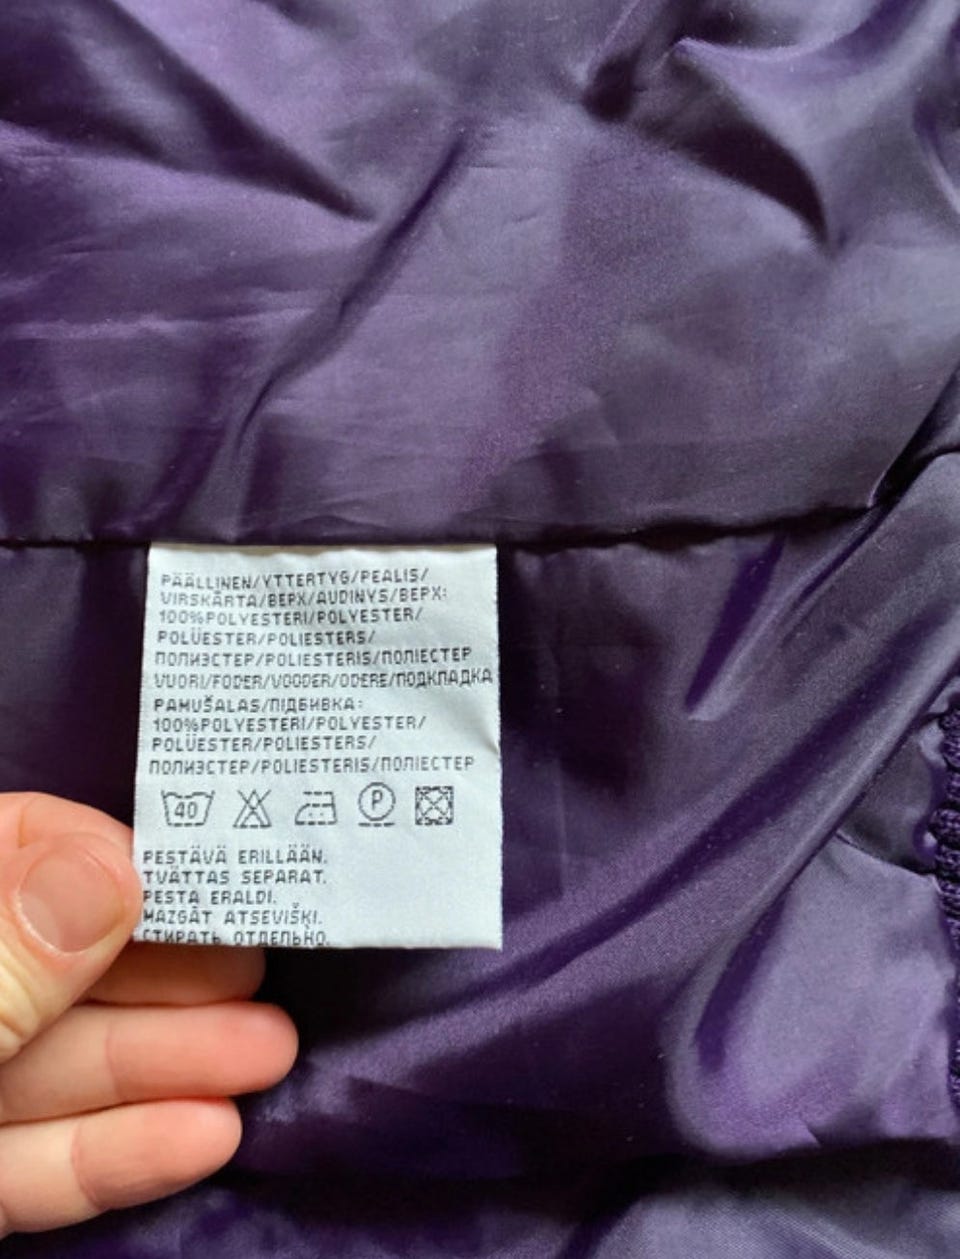 PÄÄLLINEN/YTTERTYG/PEALIS/
VIRSKĀRTA/ВЕРХ/AUDINYS/ВЕРХ:
100%POLYESTERI/POLYESTER/
POLÜESTER/POLIESTERS/
ПОЛИЭСТЕР/POLIESTERIS/ПОЛІЕСТЕР
VUORI/FODER/VOODER/ODERE/ПОДКЛАДКА
PAMUŠALAS/ПІДБИВКА:
100%POLYESTERI/POLYESTER/
POLÜESTER/POLIESTERS/
ПОЛИЭСТЕР/POLIESTERIS/ПОЛІЕСТЕР
40 P
PESTÄVÄ ERILLÄÄN.
TVÄTTAS SEPARAT.
PESTA ERALDI.
MAZGĀT ATSEVIŠĶI.
СТИРАТЬ ОТДЕЛЬНО.